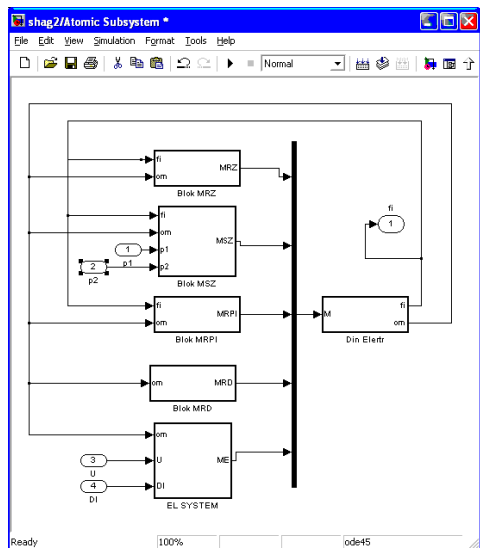 shag2/Atomic Subsystem *
File Edit View Simulation Format Tools Help
Normal
fi
om
MRZ
Blok MRZ
fi
om
p1
p2
MSZ
Blok MSZ
1
p1
2
p2
fi
1
fi
om
MRPI
Blok MRPI
M
fi
om
Din Elertr
om
MRD
Blok MRD
om
U
DI
ME
EL SYSTEM
3
U
4
DI
Ready 100% ode45